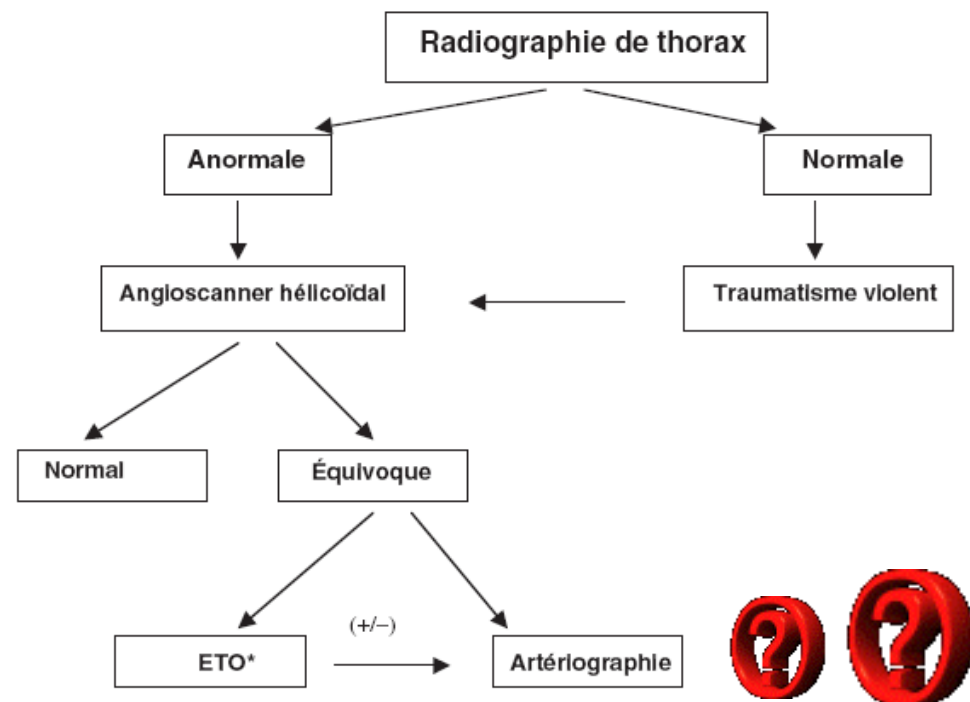 Radiographie de thorax
Anormale
Normale
Angioscanner hélicoïdal
Traumatisme violent
Normal
Équivoque
(+/–)
ETO*
Artériographie
? ?